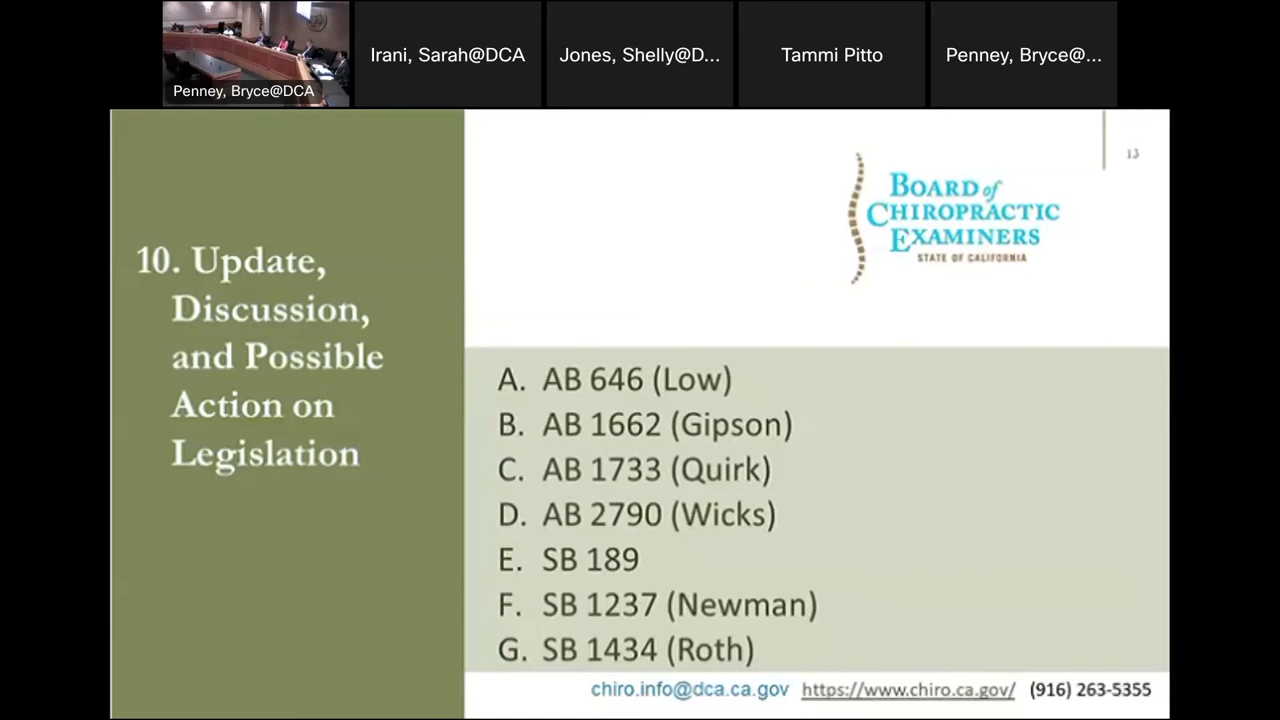 Penney, Bryce@DCA
Irani, Sarah@DCA
Jones, Shelly@D...
Tammi Pitto
Penney, Bryce@...
13
BOARD of
CHIROPRACTIC
EXAMINERS
STATE OF CALIFORNIA
10. Update,
Discussion,
and Possible
Action on
Legislation
A. AB 646 (Low)
B. AB 1662 (Gipson)
C. AB 1733 (Quirk)
D. AB 2790 (Wicks)
E. SB 189
F. SB 1237 (Newman)
G. SB 1434 (Roth)
chiro.info@dca.ca.gov https://www.chiro.ca.gov/ (916) 263-5355